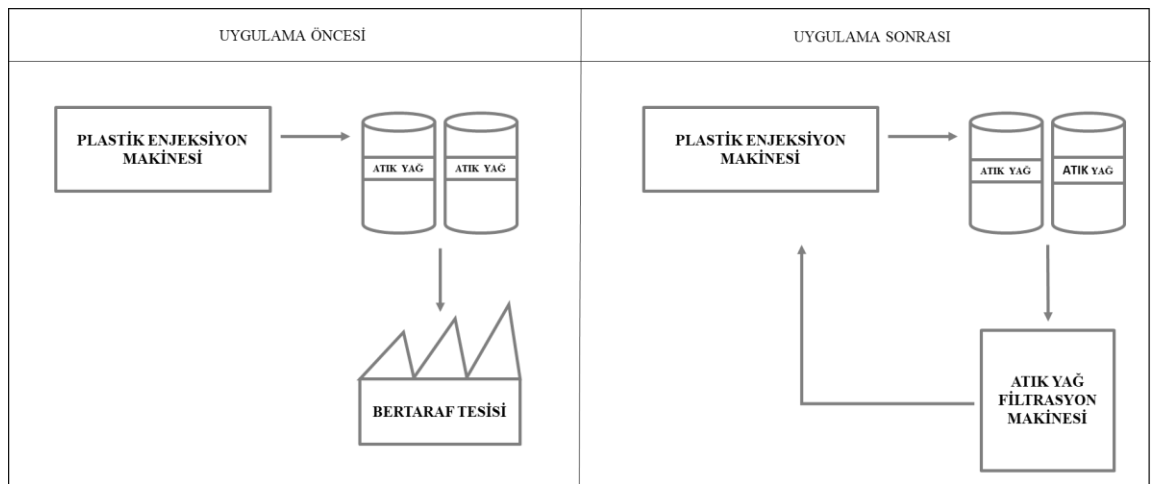 UYGULAMA ÖNCESİ
PLASTİK ENJEKSİYON
MAKİNESİ
ATIK YAĞ
ATIK YAĞ
BERTARAF TESİSİ
UYGULAMA SONRASI
PLASTİK ENJEKSİYON
MAKİNESİ
ATIK YAĞ
ATIK YAĞ
ATIK YAĞ
FİLTRASYON
MAKİNESİ